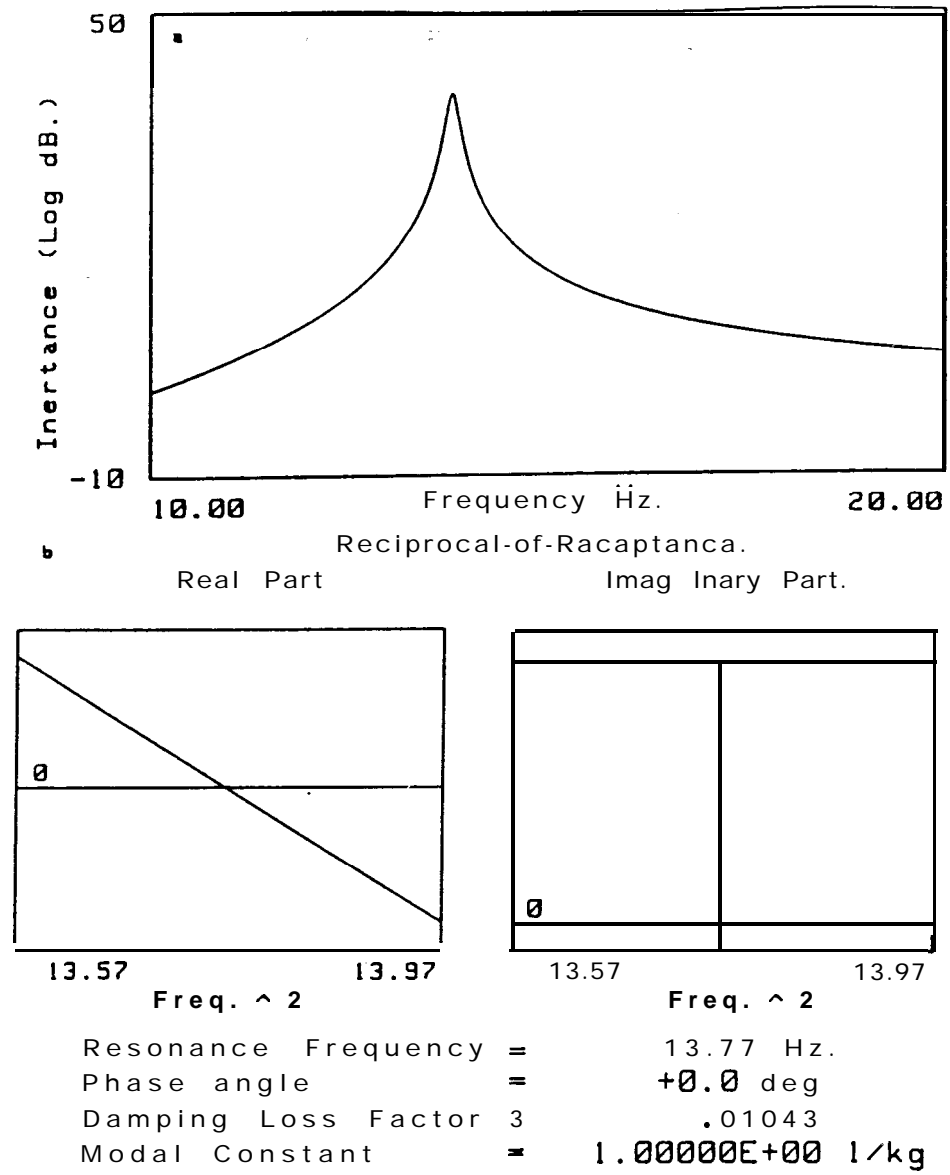 50
a
Inertance (Log dB.)
-10
10.00
Frequency Hz.
20.00
b
Reciprocal-of-Racaptanca.
Real Part
Imag Inary Part.
0
0
13.57
13.97
13.57
13.97
Freq. ^ 2
Freq. ^ 2
Resonance Frequency = 13.77 Hz.
Phase angle = +0.0 deg
Damping Loss Factor 3 .01043
Modal Constant = 1.00000E+00 l/kg